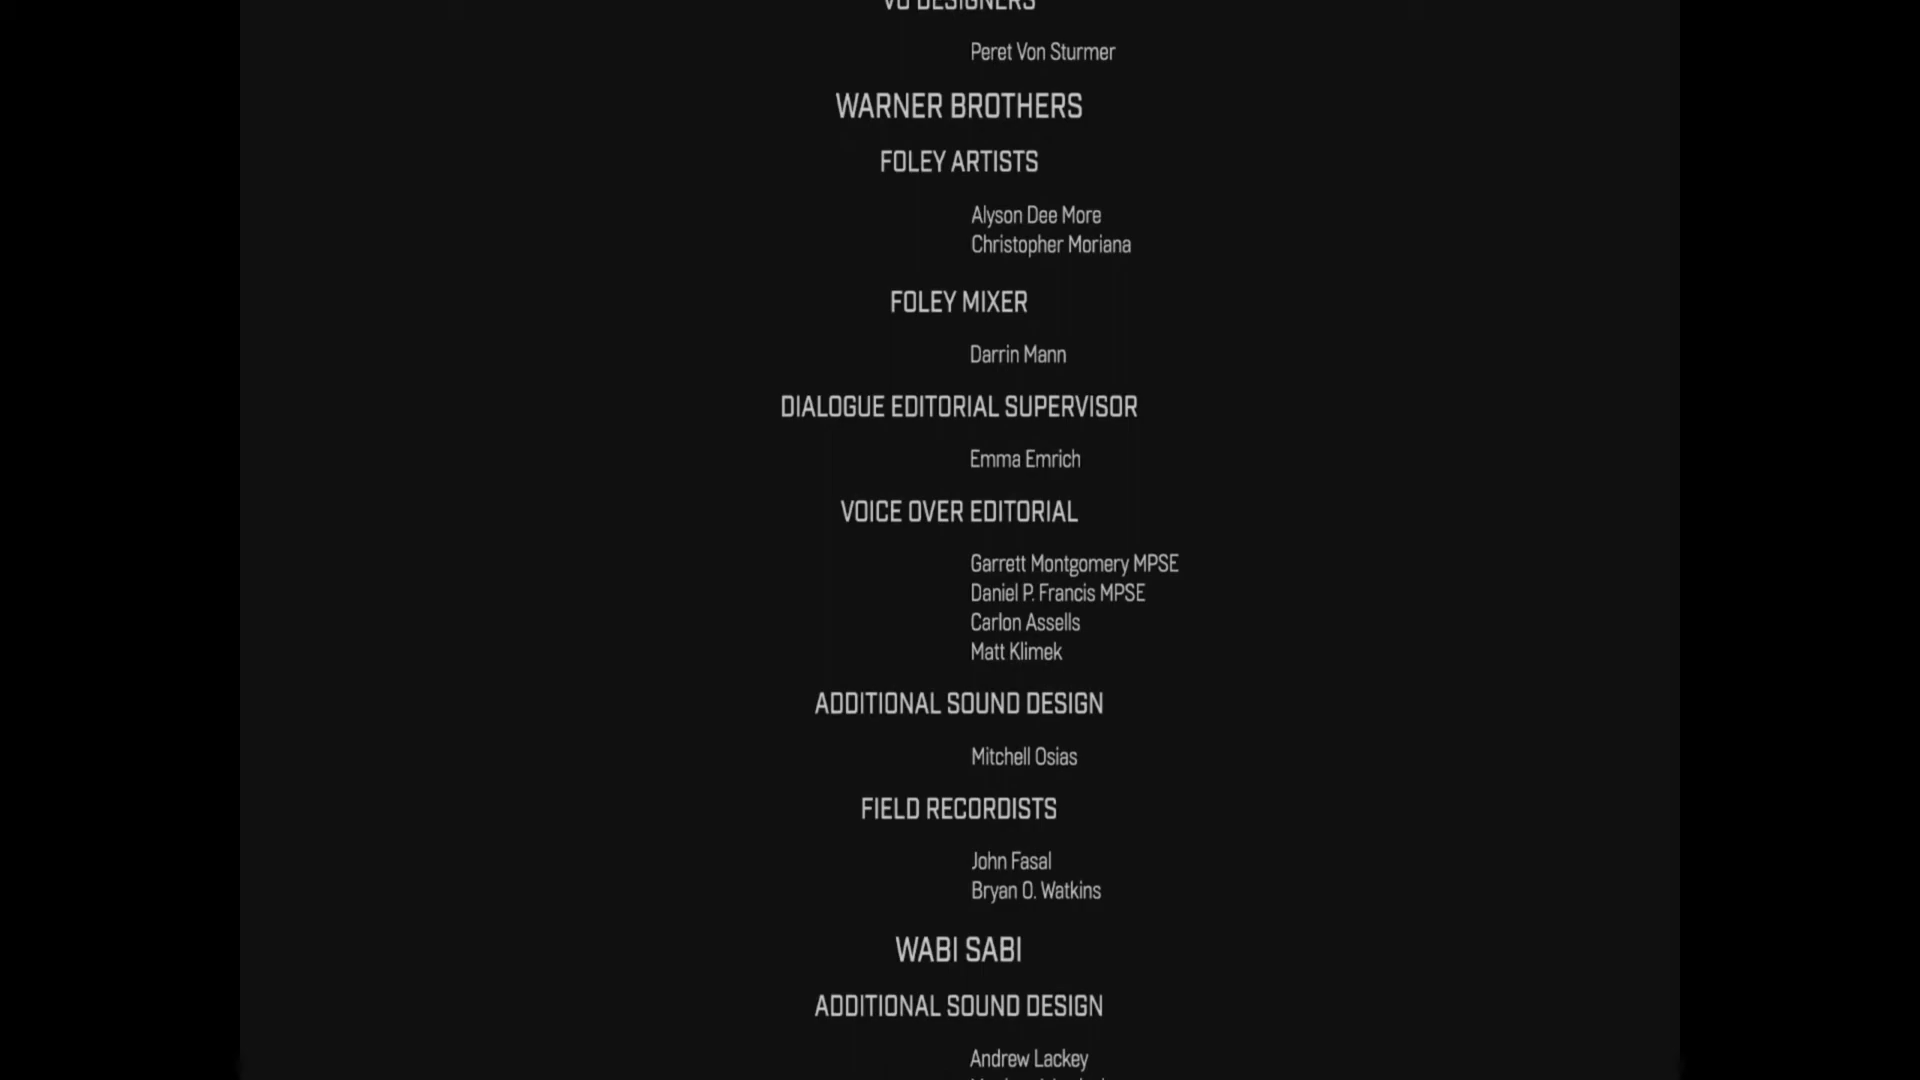 DESIGNERS
Peret Von Sturmer
WARNER BROTHERS
FOLEY ARTISTS
Alyson Dee More
Christopher Moriana
FOLEY MIXER
Darrin Mann
DIALOGUE EDITORIAL SUPERVISOR
Emma Emrich
VOICE OVER EDITORIAL
Garrett Montgomery MPSE
Daniel P. Francis MPSE
Carlon Assells
Matt Klimek
ADDITIONAL SOUND DESIGN
Mitchell Osias
FIELD RECORDISTS
John Fasal
Bryan O. Watkins
WABI SABI
ADDITIONAL SOUND DESIGN
Andrew Lackey